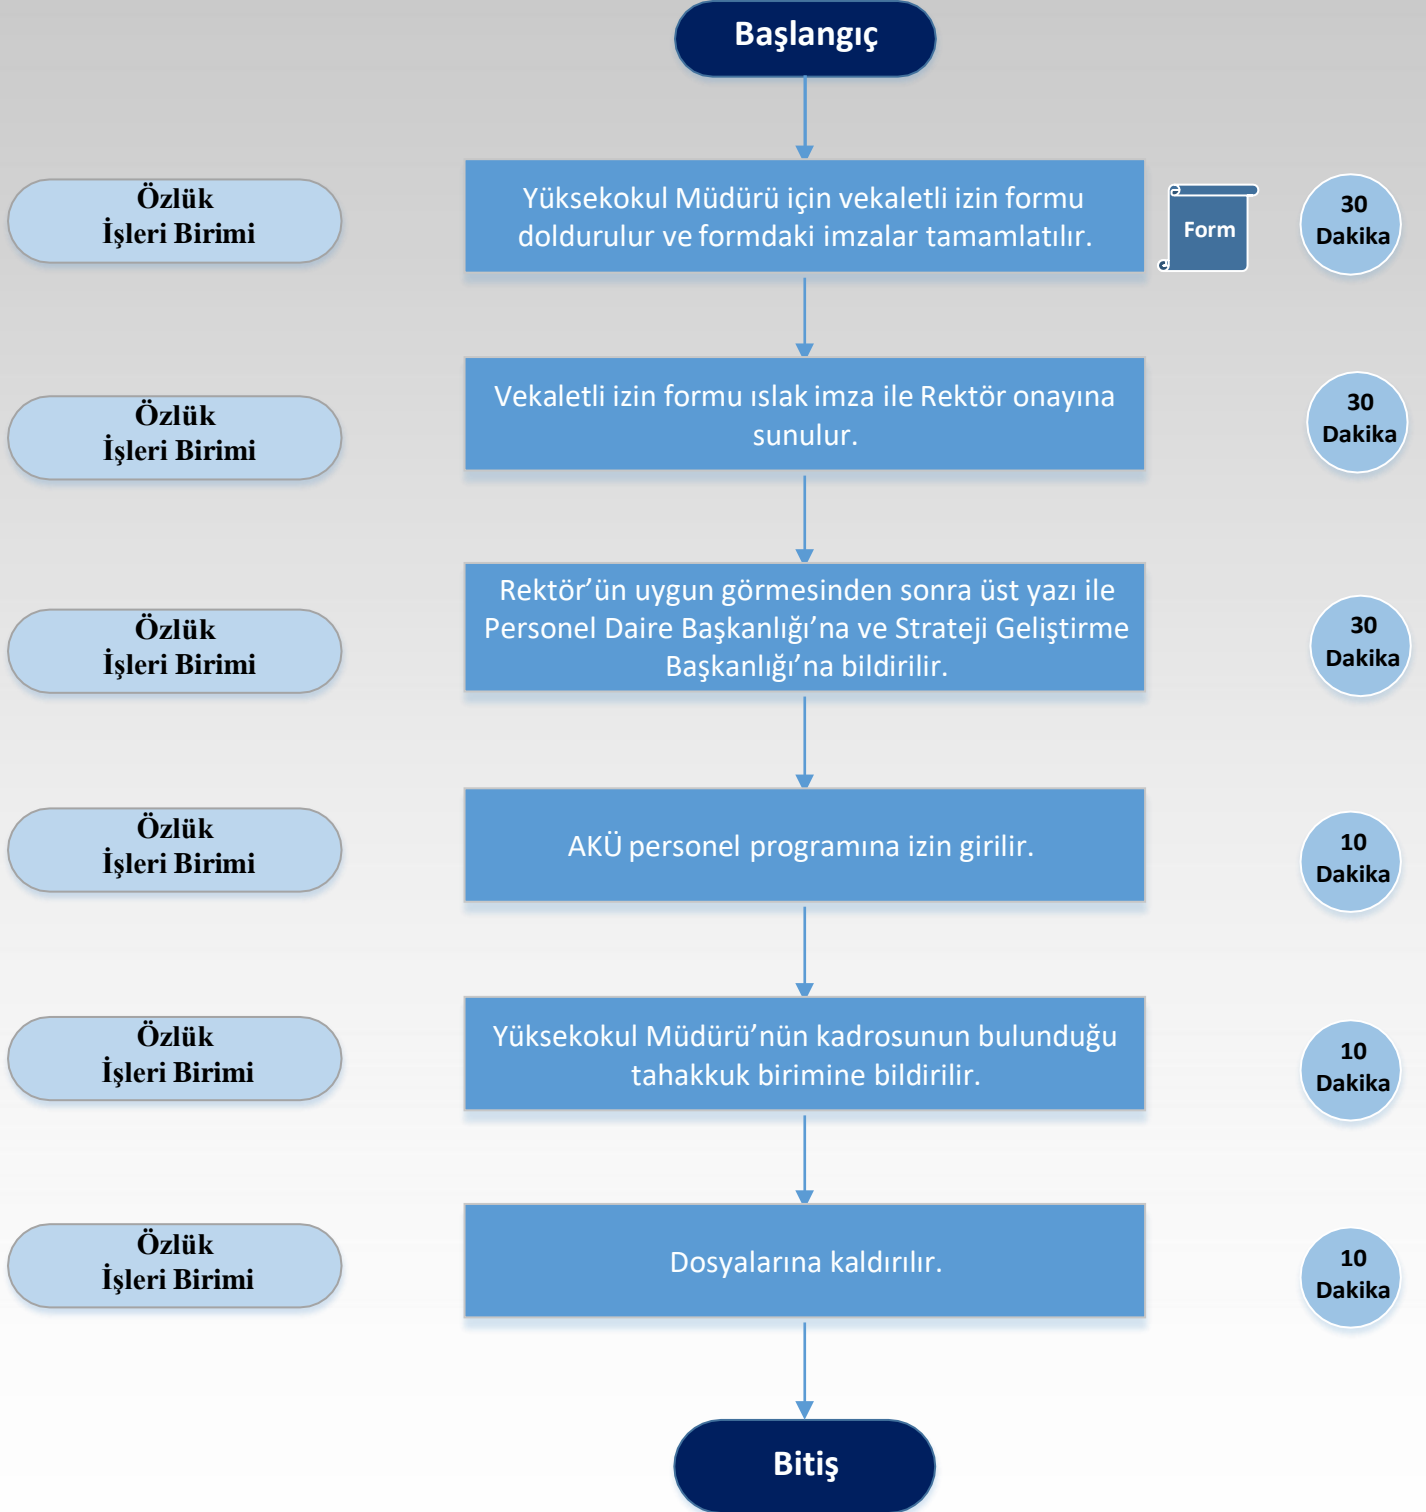 Başlangıç
Özlük
İşleri Birimi
Yüksekokul Müdürü için vekaletli izin formu
doldurulur ve formdaki imzalar tamamlatılır.
Form
30
Dakika
Özlük
İşleri Birimi
Vekaletli izin formu ıslak imza ile Rektör onayına
sunulur.
30
Dakika
Özlük
İşleri Birimi
Rektör’ün uygun görmesinden sonra üst yazı ile
Personel Daire Başkanlığı’na ve Strateji Geliştirme
Başkanlığı’na bildirilir.
30
Dakika
Özlük
İşleri Birimi
AKÜ personel programına izin girilir.
10
Dakika
Özlük
İşleri Birimi
Yüksekokul Müdürü’nün kadrosunun bulunduğu
tahakkuk birimine bildirilir.
10
Dakika
Özlük
İşleri Birimi
Dosyalarına kaldırılır.
10
Dakika
Bitiş